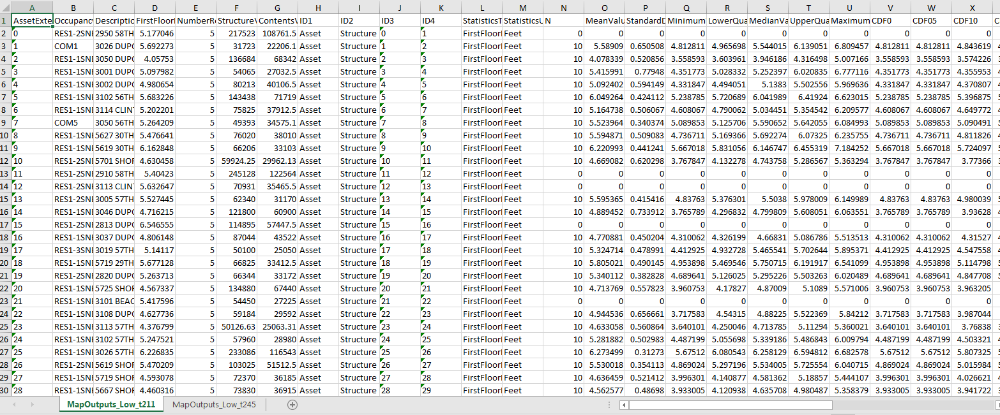 A B C D E F G H I J K L M N O P Q R S T U V W X
1 AssetExte Occupanc Descriptic FirstFloorI NumberRe StructureV ContentsV ID1 ID2 ID3 ID4 StatisticsT StatisticsU N MeanValu StandardD Minimum LowerQua MedianVa UpperQua Maximum CDF0 CDF05 CDF10 C
2 0 RES1-2SNI 2950 58TH 5.177046 5 217523 108761.5 Asset Structure 0 1 FirstFloorI Feet 0 0 0 0 0 0 0 0 0 0 0
3 1 COM1 3026 DUPC 5.692273 5 31723 22206.1 Asset Structure 1 2 FirstFloorI Feet 10 5.58909 0.650508 4.812811 4.965698 5.544015 6.139051 6.809457 4.812811 4.812811 4.843619
4 2 RES1-1SNI 3050 DUPC 4.05753 5 136684 68342 Asset Structure 2 3 FirstFloorI Feet 10 4.078339 0.520856 3.558593 3.603961 3.946186 4.316498 5.007166 3.558593 3.558593 3.574226
5 3 RES1-1SNI 3001 DUPC 5.097982 5 54065 27032.5 Asset Structure 3 4 FirstFloorI Feet 10 5.415991 0.77948 4.351773 5.028332 5.252397 6.020835 6.777116 4.351773 4.351773 4.355953
6 4 RES1-1SNI 3002 DUPC 4.980654 5 80213 40106.5 Asset Structure 4 5 FirstFloorI Feet 10 5.092402 0.594149 4.331847 4.494051 5.1383 5.502556 5.969636 4.331847 4.331847 4.370807
7 5 RES1-1SNI 3102 56TH 5.683226 5 143438 71719 Asset Structure 5 6 FirstFloorI Feet 10 6.049264 0.424112 5.238785 5.720689 6.041989 6.41924 6.623015 5.238785 5.238785 5.396875
8 6 RES1-1SNI 3114 CLIN 5.202201 5 75825 37912.5 Asset Structure 6 7 FirstFloorI Feet 10 5.164738 0.506067 4.608067 4.790062 5.034451 5.354542 6.209577 4.608067 4.608067 4.649772
9 7 COM5 3050 56TH 5.264209 5 49393 34575.1 Asset Structure 7 8 FirstFloorI Feet 10 5.523964 0.340374 5.089853 5.125706 5.590652 5.642055 6.084993 5.089853 5.089853 5.090491
10 8 RES1-1SNI 5627 30TH 5.476641 5 76020 38010 Asset Structure 8 9 FirstFloorI Feet 10 5.594871 0.509083 4.736711 5.169366 5.692274 6.07325 6.235755 4.736711 4.736711 4.811826
11 9 RES1-1SNI 5619 30TH 6.162848 5 66206 33103 Asset Structure 9 10 FirstFloorI Feet 10 6.220993 0.441241 5.667018 5.831056 6.146747 6.455319 7.184252 5.667018 5.667018 5.724097
12 10 RES1-2SNI 5701 SHOF 4.630458 5 59924.25 29962.13 Asset Structure 10 11 FirstFloorI Feet 10 4.669082 0.620298 3.767847 4.132278 4.743758 5.286567 5.363294 3.767847 3.767847 3.77366
13 11 RES1-2SNI 2910 58TH 5.40423 5 245128 122564 Asset Structure 11 12 FirstFloorI Feet 0 0 0 0 0 0 0 0 0 0 0
14 12 RES1-2SNI 3113 CLIN 5.632647 5 70931 35465.5 Asset Structure 12 13 FirstFloorI Feet 0 0 0 0 0 0 0 0 0 0 0
15 13 RES1-2SNI 3005 57TH 5.527445 5 62340 31170 Asset Structure 13 14 FirstFloorI Feet 10 5.595365 0.415416 4.83763 5.376301 5.5038 5.978009 6.149989 4.83763 4.83763 4.980039
16 14 RES1-1SNI 3046 DUPC 4.716215 5 121800 60900 Asset Structure 14 15 FirstFloorI Feet 10 4.889452 0.733912 3.765789 4.296832 4.799809 5.608051 6.063551 3.765789 3.765789 3.93628
17 15 RES1-2SNI 2813 DUPC 6.546555 5 114895 57447.5 Asset Structure 15 16 FirstFloorI Feet 0 0 0 0 0 0 0 0 0 0 0
18 16 RES1-2SNI 3037 DUPC 4.806148 5 87044 43522 Asset Structure 16 17 FirstFloorI Feet 10 4.770881 0.450204 4.310062 4.326199 4.66831 5.086786 5.513513 4.310062 4.310062 4.31527
19 17 RES1-3SNI 3019 57TH 5.14117 5 50100 25050 Asset Structure 17 18 FirstFloorI Feet 10 5.324714 0.478991 4.412925 4.932728 5.465541 5.702644 5.895371 4.412925 4.412925 4.547558
20 18 RES1-1SNI 5719 29TH 5.677128 5 66825 33412.5 Asset Structure 18 19 FirstFloorI Feet 10 5.805021 0.490145 4.953898 5.469546 5.750715 6.191917 6.541099 4.953898 4.953898 5.114798
21 19 RES1-2SNI 2820 DUPC 5.263713 5 66344 33172 Asset Structure 19 20 FirstFloorI Feet 10 5.340112 0.382828 4.689641 5.126025 5.295226 5.503263 6.020489 4.689641 4.689641 4.847708
22 20 RES1-1SNI 5725 SHOF 4.567337 5 134880 67440 Asset Structure 20 21 FirstFloorI Feet 10 4.713769 0.557823 3.960753 4.17827 4.87009 5.1089 5.571006 3.960753 3.960753 3.963205
23 21 RES1-1SNI 3101 BEAC 5.417596 5 54450 27225 Asset Structure 21 22 FirstFloorI Feet 0 0 0 0 0 0 0 0 0 0 0
24 22 RES1-1SNI 3108 DUPC 4.627736 5 59184 29592 Asset Structure 22 23 FirstFloorI Feet 10 4.944536 0.656661 3.717583 4.54315 4.88225 5.522369 5.84212 3.717583 3.717583 3.987044
25 23 RES1-1SNI 3113 57TH 4.376799 5 50126.63 25063.31 Asset Structure 23 24 FirstFloorI Feet 10 4.633058 0.560864 3.640101 4.250046 4.713785 5.11294 5.360021 3.640101 3.640101 3.76838
26 24 RES1-1SNI 3102 57TH 5.247521 5 57960 28980 Asset Structure 24 25 FirstFloorI Feet 10 5.281882 0.502983 4.487199 5.055698 5.339186 5.486843 6.009794 4.487199 4.487199 4.503321
27 25 RES1-1SNI 3026 57TH 6.226835 5 233086 116543 Asset Structure 25 26 FirstFloorI Feet 10 6.273499 0.31273 5.67512 6.080543 6.258129 6.594812 6.682578 5.67512 5.67512 5.807325
28 26 RES1-2SNI 5619 SHOF 5.470209 5 103025 51512.5 Asset Structure 26 27 FirstFloorI Feet 10 5.530018 0.354113 4.869024 5.297196 5.534005 5.725554 6.040715 4.869024 4.869024 5.015984
29 27 RES1-1SNI 5719 SHOF 4.593078 5 72370 36185 Asset Structure 27 28 FirstFloorI Feet 10 4.636459 0.521412 3.996301 4.140877 4.581362 5.18857 5.444107 3.996301 3.996301 4.026621
30 28 RES1-1SNI 5667 SHOF 4.460316 5 73830 36915 Asset Structure 28 29 FirstFloorI Feet 10 4.562577 0.48698 3.933005 4.120938 4.635708 4.980487 5.358379 3.933005 3.933005 3.941722
MapOutputs_Low_t211 MapOutputs_Low_t245